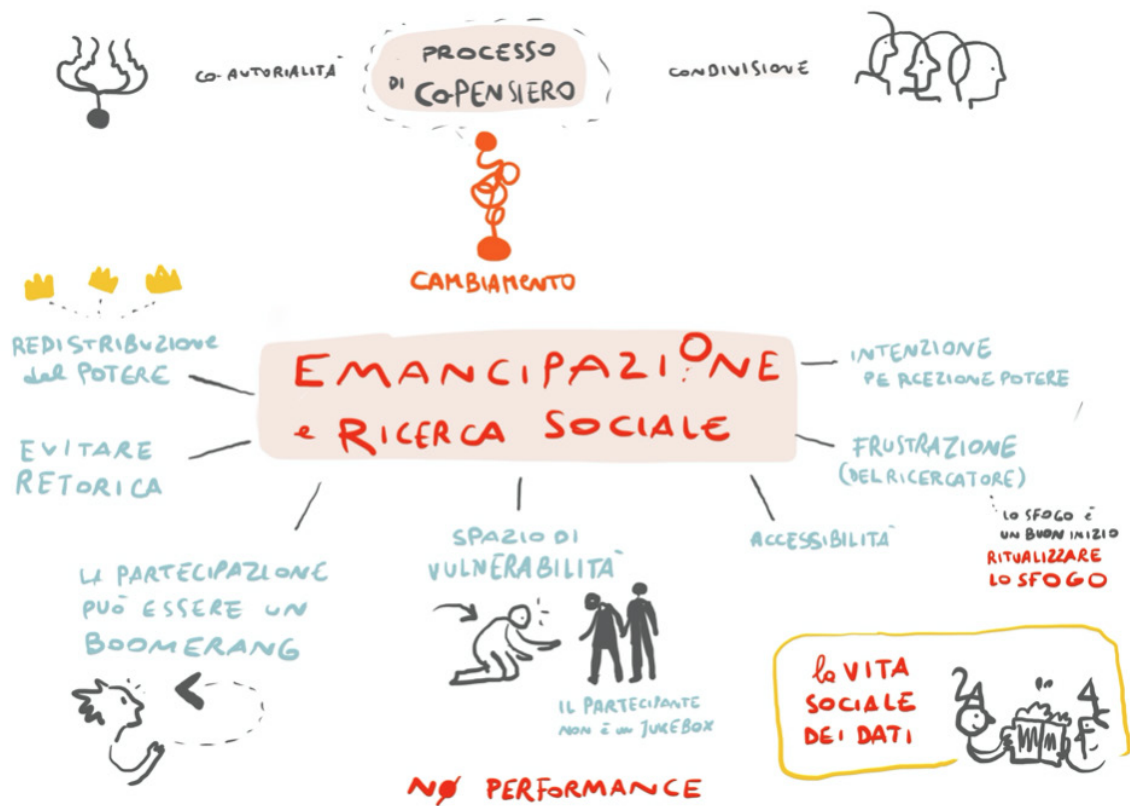 CO-AUTORIALITÀ
PROCESSO
DI COPENSIERO
CONDIVISIONE
CAMBIAMENTO
REDISTRIBUZIONE
del POTERE
EMANCIPAZIONE
e RICERCA SOCIALE
INTENZIONE
PERCEZIONE POTERE
EVITARE
RETORICA
FRUSTRAZIONE
(DEL RICERCATORE)
LO SFOGO È
UN BUON INIZIO
RITUALIZZARE
LO SFOGO
LA PARTECIPAZIONE
PUÒ ESSERE UN
BOOMERANG
SPAZIO DI
VULNERABILITÀ
ACCESSIBILITÀ
IL PARTECIPANTE
NON È UN JUKEBOX
la VITA
SOCIALE
DEI DATI
NO PERFORMANCE